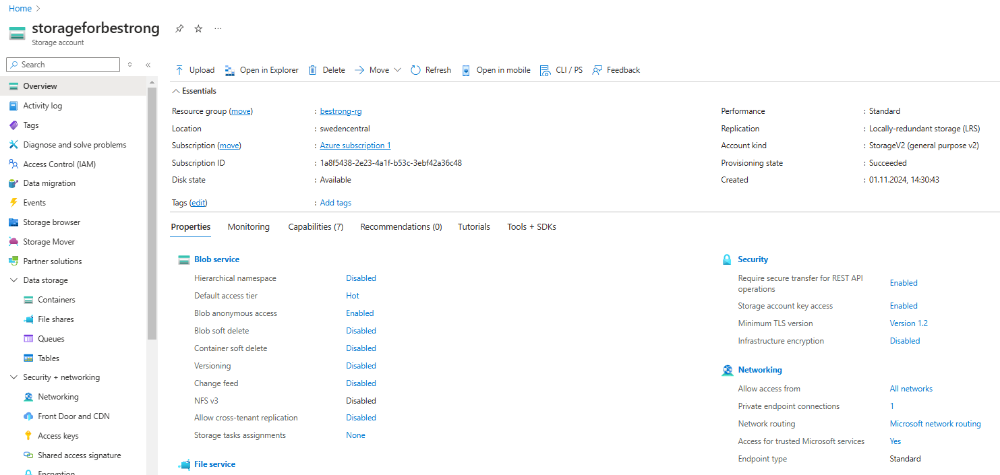 Home
storageforbestrong
Storage account
Search
Upload Open in Explorer Delete Move Refresh Open in mobile CLI / PS Feedback
Overview
Activity log
Tags
Diagnose and solve problems
Access Control (IAM)
Data migration
Events
Storage browser
Storage Mover
Partner solutions
Data storage
Containers
File shares
Queues
Tables
Security + networking
Networking
Front Door and CDN
Access keys
Shared access signature
Encryption
Essentials
Resource group (move) : bestrong-rg
Location : swedencentral
Subscription (move) : Azure subscription 1
Subscription ID : 1a8f5438-2e23-4a1f-b53c-3ebf42a36c48
Disk state : Available
Tags (edit) : Add tags
Performance : Standard
Replication : Locally-redundant storage (LRS)
Account kind : StorageV2 (general purpose v2)
Provisioning state : Succeeded
Created : 01.11.2024, 14:30:43
Properties Monitoring Capabilities (7) Recommendations (0) Tutorials Tools + SDKs
Blob service
Hierarchical namespace Disabled
Default access tier Hot
Blob anonymous access Enabled
Blob soft delete Disabled
Container soft delete Disabled
Versioning Disabled
Change feed Disabled
NFS v3 Disabled
Allow cross-tenant replication Disabled
Storage tasks assignments None
File service
Security
Require secure transfer for REST API
operations Enabled
Storage account key access Enabled
Minimum TLS version Version 1.2
Infrastructure encryption Disabled
Networking
Allow access from All networks
Private endpoint connections 1
Network routing Microsoft network routing
Access for trusted Microsoft services Yes
Endpoint type Standard